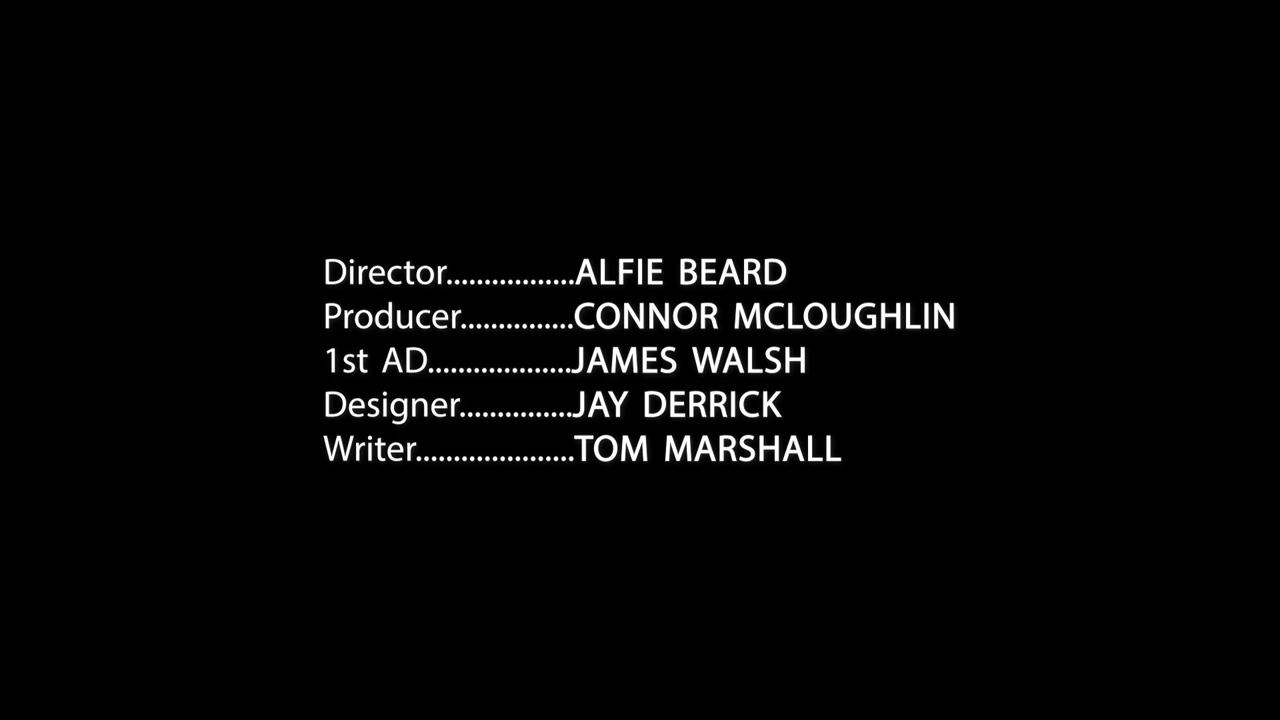 Director.................ALFIE BEARD
Producer...............CONNOR MCLOUGHLIN
1st AD...................JAMES WALSH
Designer...............JAY DERRICK
Writer.....................TOM MARSHALL